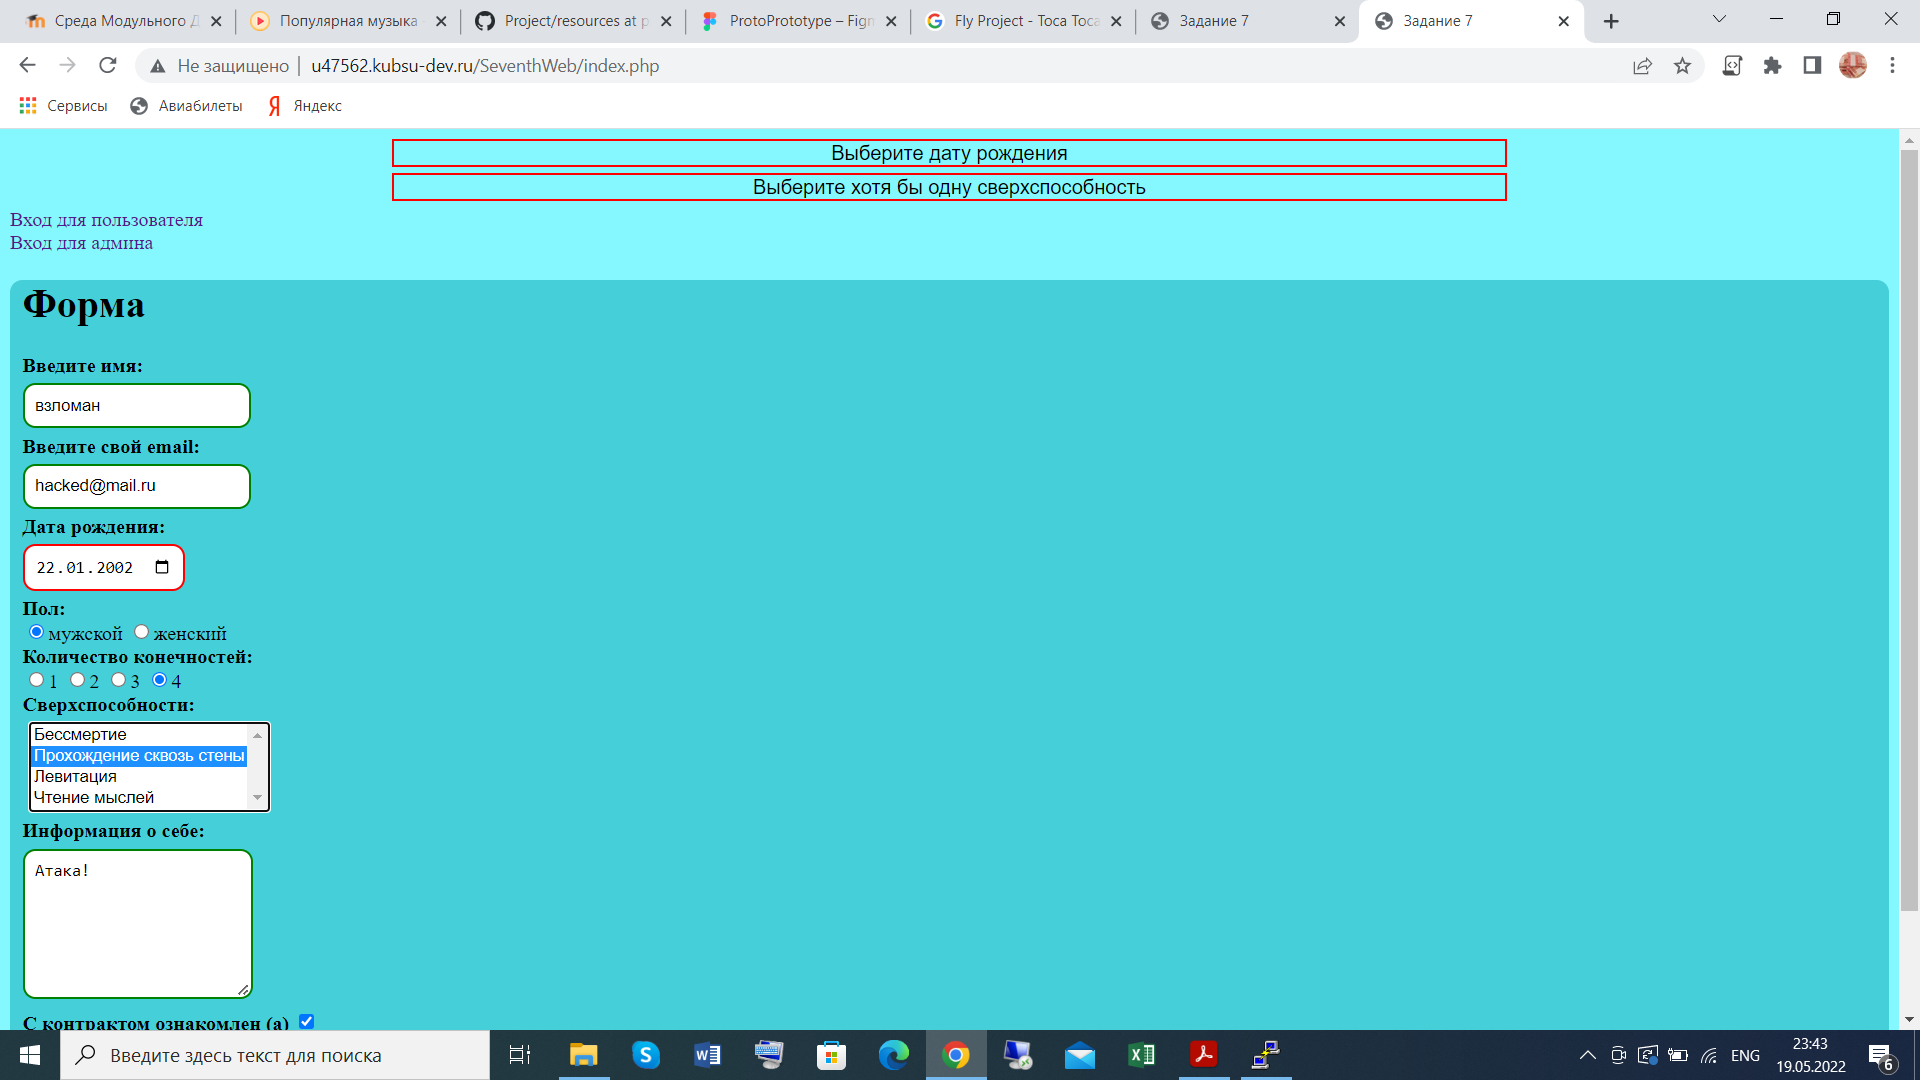 Среда Модульного Д
Популярная музыка
Project/resources at p
ProtoPrototype – Figm
Fly Project - Toca Toca
Задание 7
Задание 7
Не защищено
u47562.kubsu-dev.ru/SeventhWeb/index.php
Сервисы
Авиабилеты
Яндекс
Выберите дату рождения
Выберите хотя бы одну сверхспособность
Вход для пользователя
Вход для админа
Форма
Введите имя:
взломан
Введите свой email:
hacked@mail.ru
Дата рождения:
22.01.2002
Пол:
мужской женский
Количество конечностей:
1 2 3 4
Сверхспособности:
Бессмертие
Прохождение сквозь стены
Левитация
Чтение мыслей
Информация о себе:
Атака!
С контрактом ознакомлен (а)
Введите здесь текст для поиска
ENG
23:43
19.05.2022
6